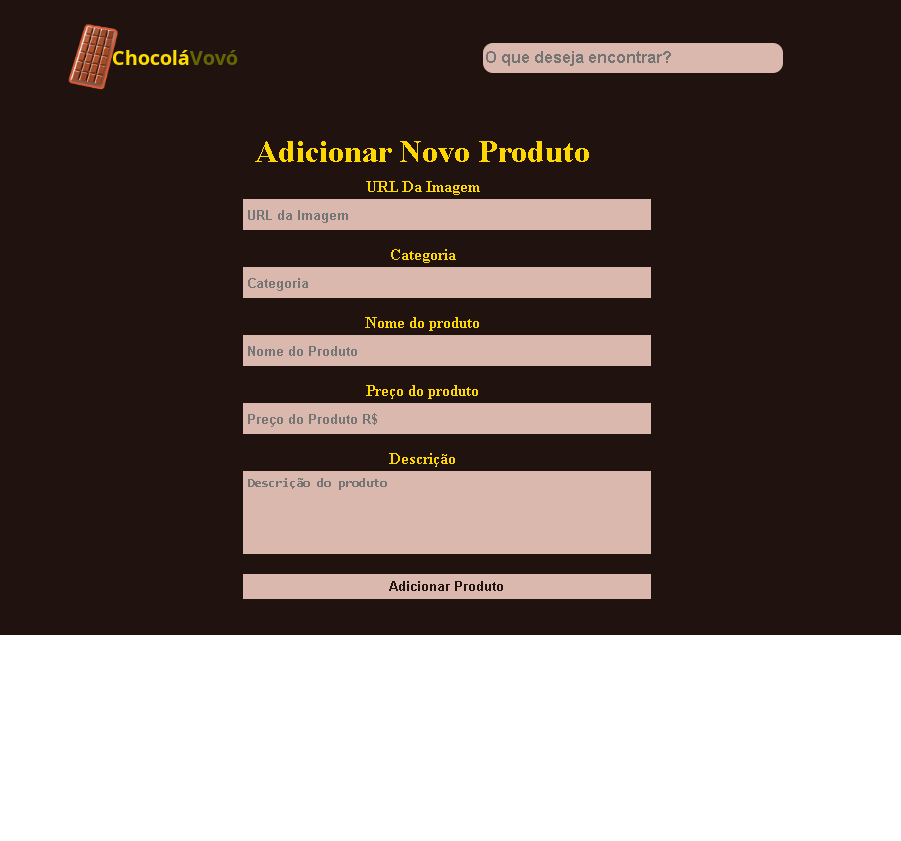 ChocoláVovó
O que deseja encontrar?
Adicionar Novo Produto
URL Da Imagem
URL da Imagem
Categoria
Categoria
Nome do produto
Nome do Produto
Preço do produto
Preço do Produto R$
Descrição
Descrição do produto
Adicionar Produto